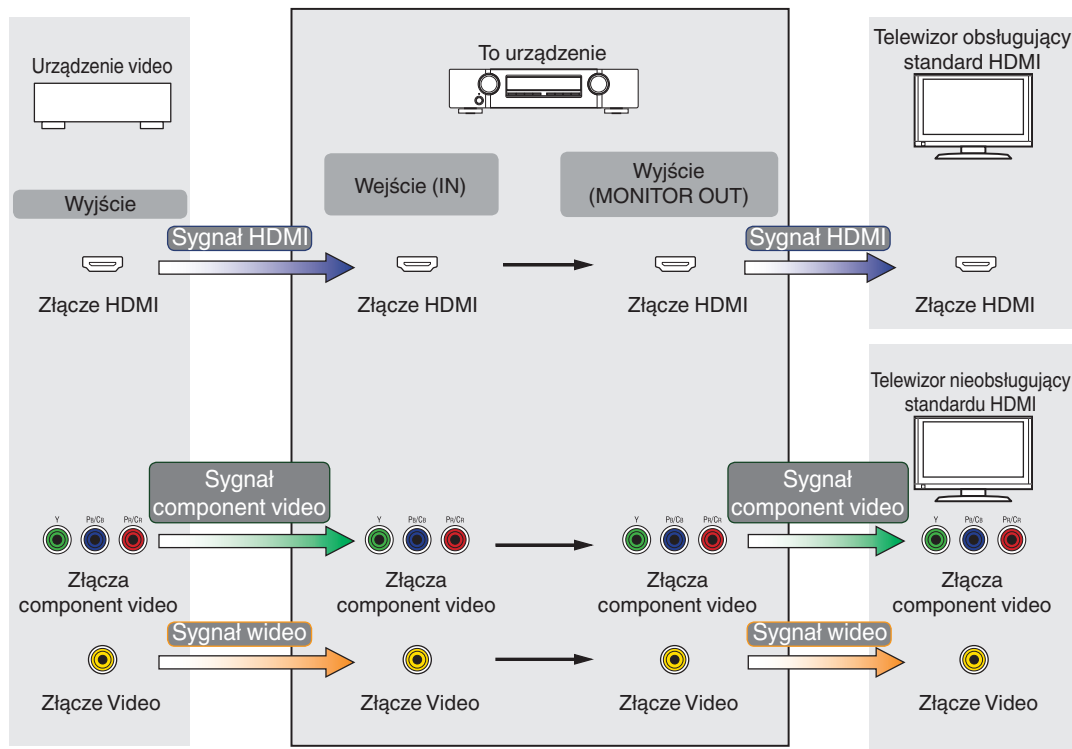 Urządzenie video
To urządzenie
Telewizor obsługujący
standard HDMI
Wyjście
Wejście (IN)
Wyjście
(MONITOR OUT)
Sygnał HDMI
Sygnał HDMI
Złącze HDMI
Złącze HDMI
Złącze HDMI
Złącze HDMI
Telewizor nieobsługujący
standardu HDMI
Sygnał
component video
Sygnał
component video
Y PB/CB PR/CR
Y PB/CB PR/CR
Y PB/CB PR/CR
Y PB/CB PR/CR
Złącza
component video
Złącza
component video
Złącza
component video
Złącza
component video
Sygnał wideo
Sygnał wideo
Złącze Video
Złącze Video
Złącze Video
Złącze Video